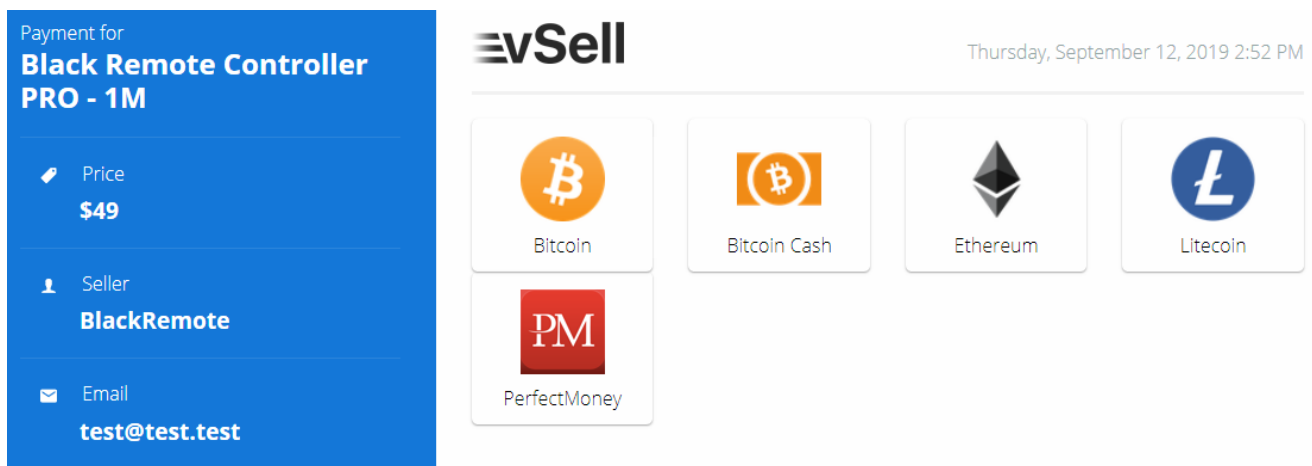 Payment for
Black Remote Controller
PRO - 1M
Price
$49
Seller
BlackRemote
Email
test@test.test
evSell
Thursday, September 12, 2019 2:52 PM
Bitcoin
Bitcoin Cash
Ethereum
Litecoin
PM
PerfectMoney